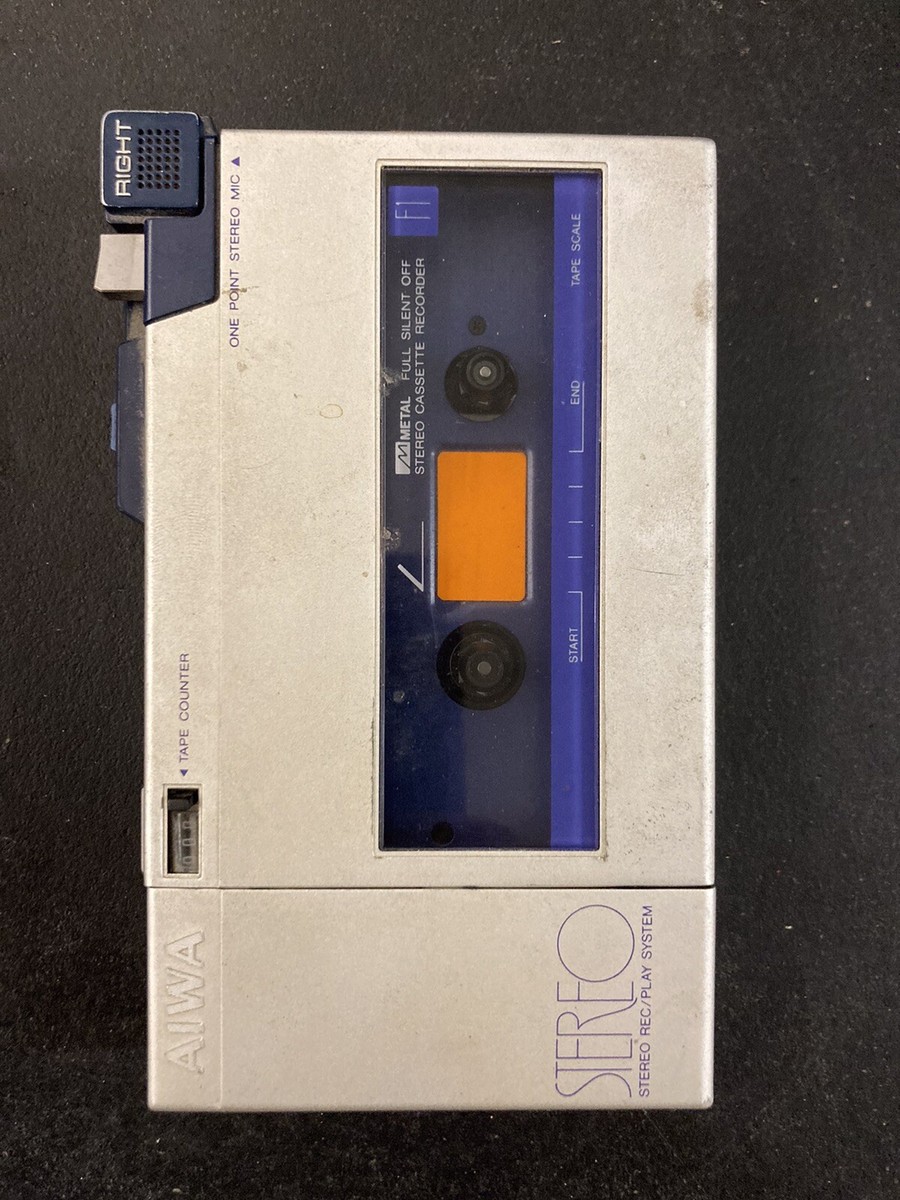 RIGHT
ONE POINT STEREO MIC ▲
F1
METAL FULL SILENT OFF
STEREO CASSETTE RECORDER
TAPE SCALE
START
END
◄ TAPE COUNTER
000
AIWA
STEREO
STEREO REC/PLAY SYSTEM